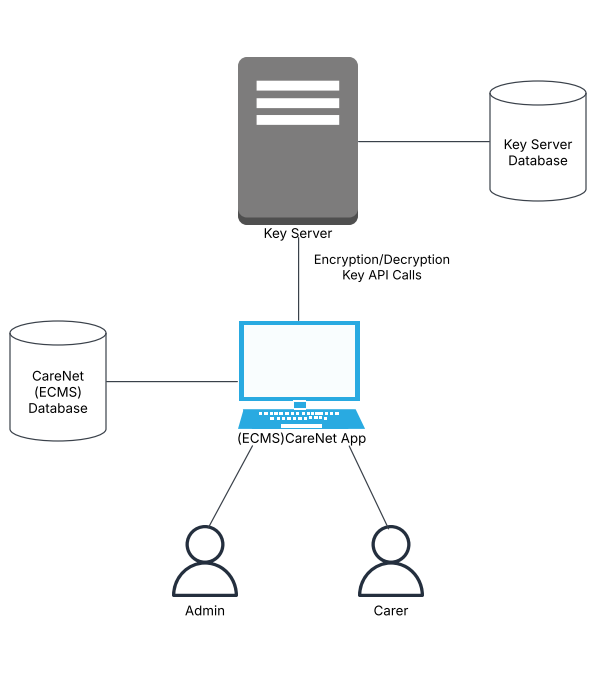 Key Server
Database
Key Server
Encryption/Decryption
Key API Calls
CareNet
(ECMS)
Database
(ECMS)CareNet App
Admin
Carer